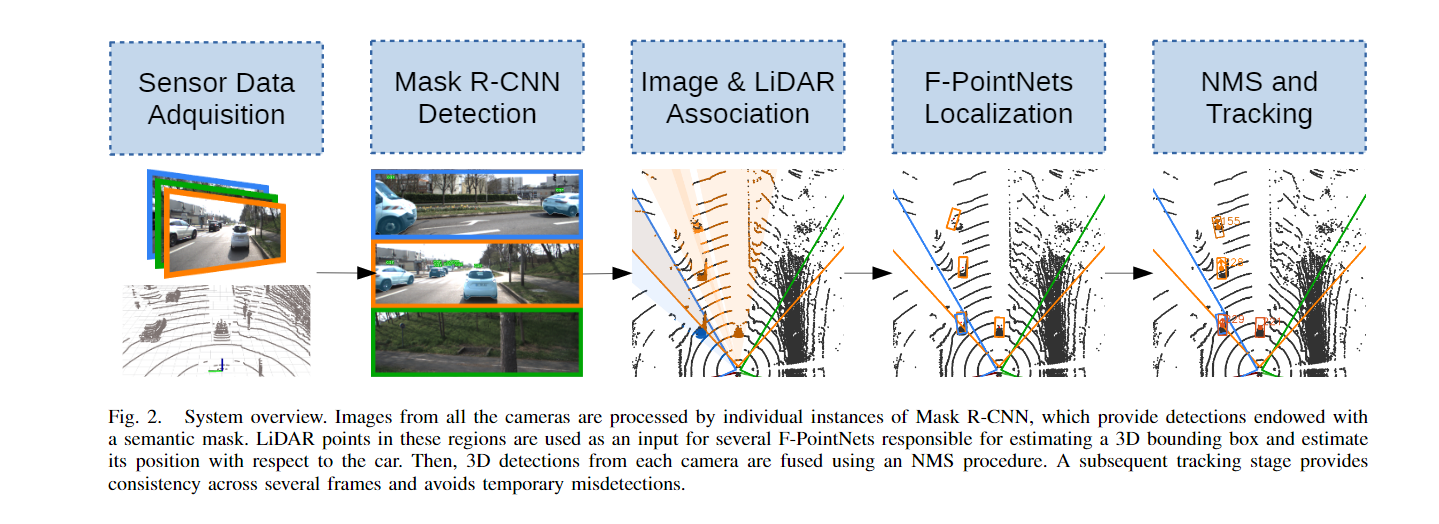 Sensor Data
Adquisition
Mask R-CNN
Detection
Image & LiDAR
Association
F-PointNets
Localization
NMS and
Tracking
Fig. 2. System overview. Images from all the cameras are processed by individual instances of Mask R-CNN, which provide detections endowed with
a semantic mask. LiDAR points in these regions are used as an input for several F-PointNets responsible for estimating a 3D bounding box and estimate
its position with respect to the car. Then, 3D detections from each camera are fused using an NMS procedure. A subsequent tracking stage provides
consistency across several frames and avoids temporary misdetections.